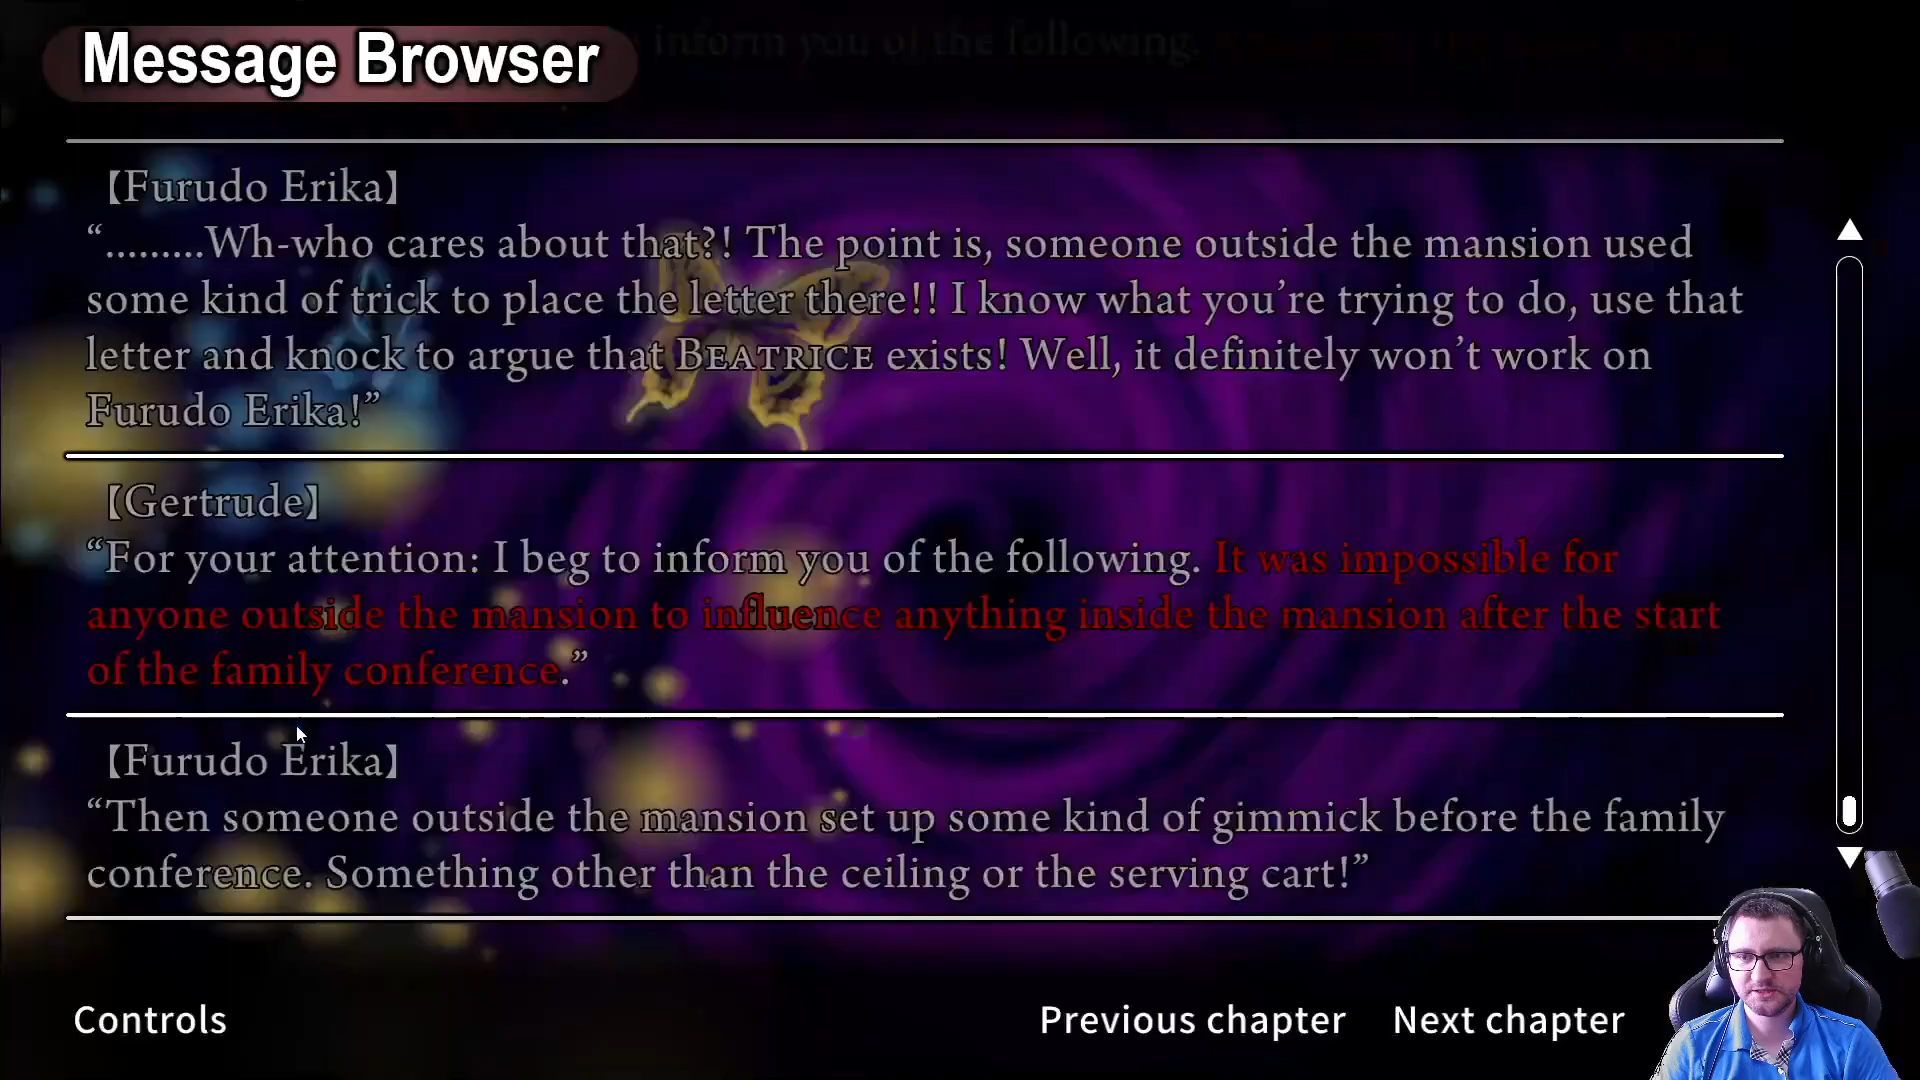 inform you of the following.
Message Browser
【Furudo Erika】
“.........Wh-who cares about that?! The point is, someone outside the mansion used
some kind of trick to place the letter there!! I know what you’re trying to do, use that
letter and knock to argue that BEATRICE exists! Well, it definitely won’t work on
Furudo Erika!”
【Gertrude】
“For your attention: I beg to inform you of the following. It was impossible for
anyone outside the mansion to influence anything inside the mansion after the start
of the family conference.”
【Furudo Erika】
“Then someone outside the mansion set up some kind of gimmick before the family
conference. Something other than the ceiling or the serving cart!”
Controls
Previous chapter
Next chapter